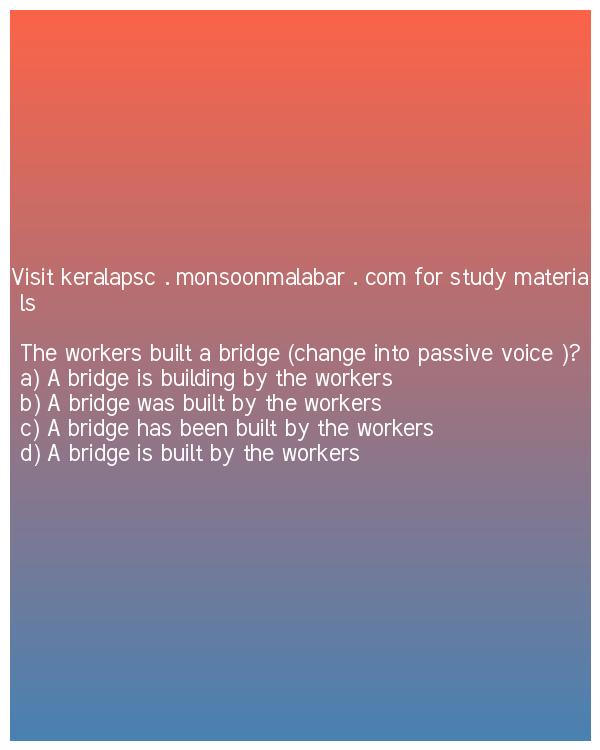 Visit keralapsc . monsoonmalabar . com for study materia
ls
The workers built a bridge (change into passive voice )?
a) A bridge is building by the workers
b) A bridge was built by the workers
c) A bridge has been built by the workers
d) A bridge is built by the workers